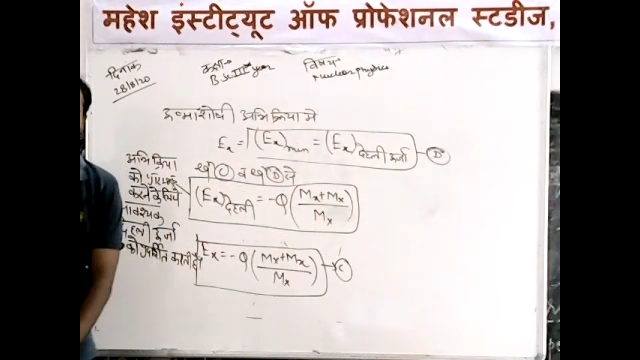 महेश इंस्टीट्यूट ऑफ प्रोफेशनल स्टडीज,
दिनांक
28/8/20
कक्षा-
B.Sc III year
विषय-
nuclear physics
ऊष्माशोषी अभिक्रिया में
Eₓ = (Eₓ)min = (Eₓ)देहली ऊर्जा — D
समी C व D से
अभिक्रिया
को प्रारम्भ
करने के लिये
आवश्यक
देहली ऊर्जा
को प्रदर्शित करती है।
(Eₓ)देहली = -Q ((Mx+Mx)/Mx)
Eₓ = -Q ((Mx+Mx)/Mx) → C